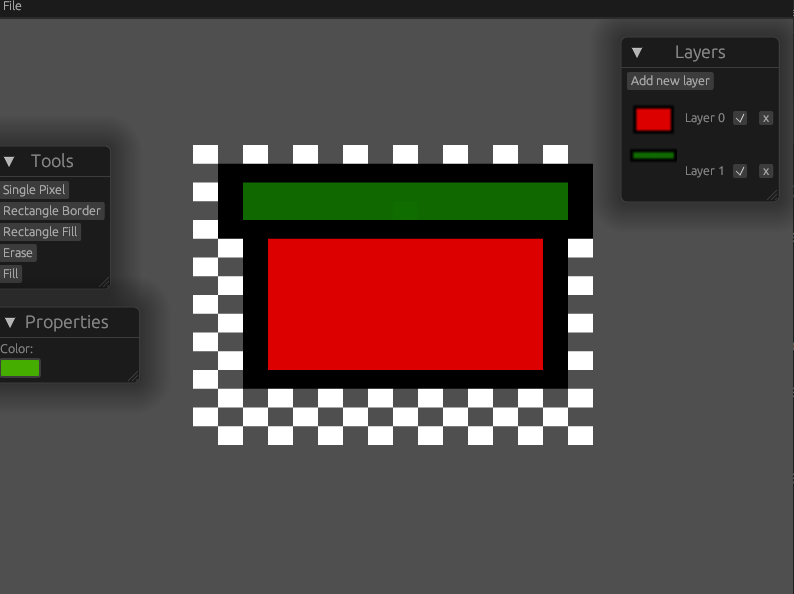 File
Layers
Add new layer
Layer 0
x
Layer 1
x
Tools
Single Pixel
Rectangle Border
Rectangle Fill
Erase
Fill
Properties
Color: